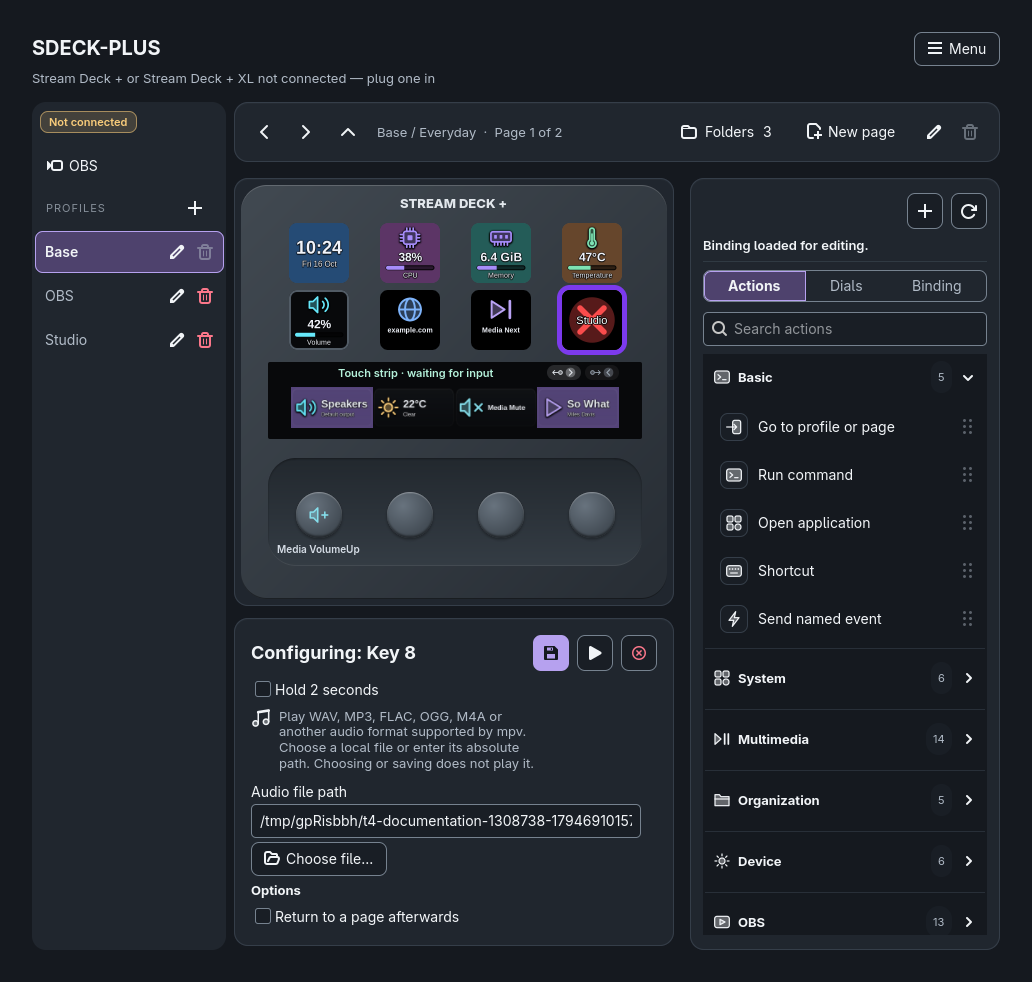 SDECK-PLUS
Menu
Stream Deck + or Stream Deck + XL not connected — plug one in
Not connected
OBS
PROFILES
Base
OBS
Studio
Base / Everyday · Page 1 of 2
Folders 3
New page
STREAM DECK +
10:24
Fri 16 Oct
38%
CPU
6.4 GiB
Memory
47°C
Temperature
42%
Volume
example.com
Media Next
Studio
Touch strip · waiting for input
Speakers
22°C
Clear
Media Mute
So What
Miles Davis
Media VolumeUp
Configuring: Key 8
Hold 2 seconds
Play WAV, MP3, FLAC, OGG, M4A or
another audio format supported by mpv.
Choose a local file or enter its absolute
path. Choosing or saving does not play it.
Audio file path
/tmp/gpRisbbh/t4-documentation-1308738-1794691015
Choose file...
Options
Return to a page afterwards
Binding loaded for editing.
Actions Dials Binding
Search actions
Basic 5
Go to profile or page
Run command
Open application
Shortcut
Send named event
System 6
Multimedia 14
Organization 5
Device 6
OBS 13